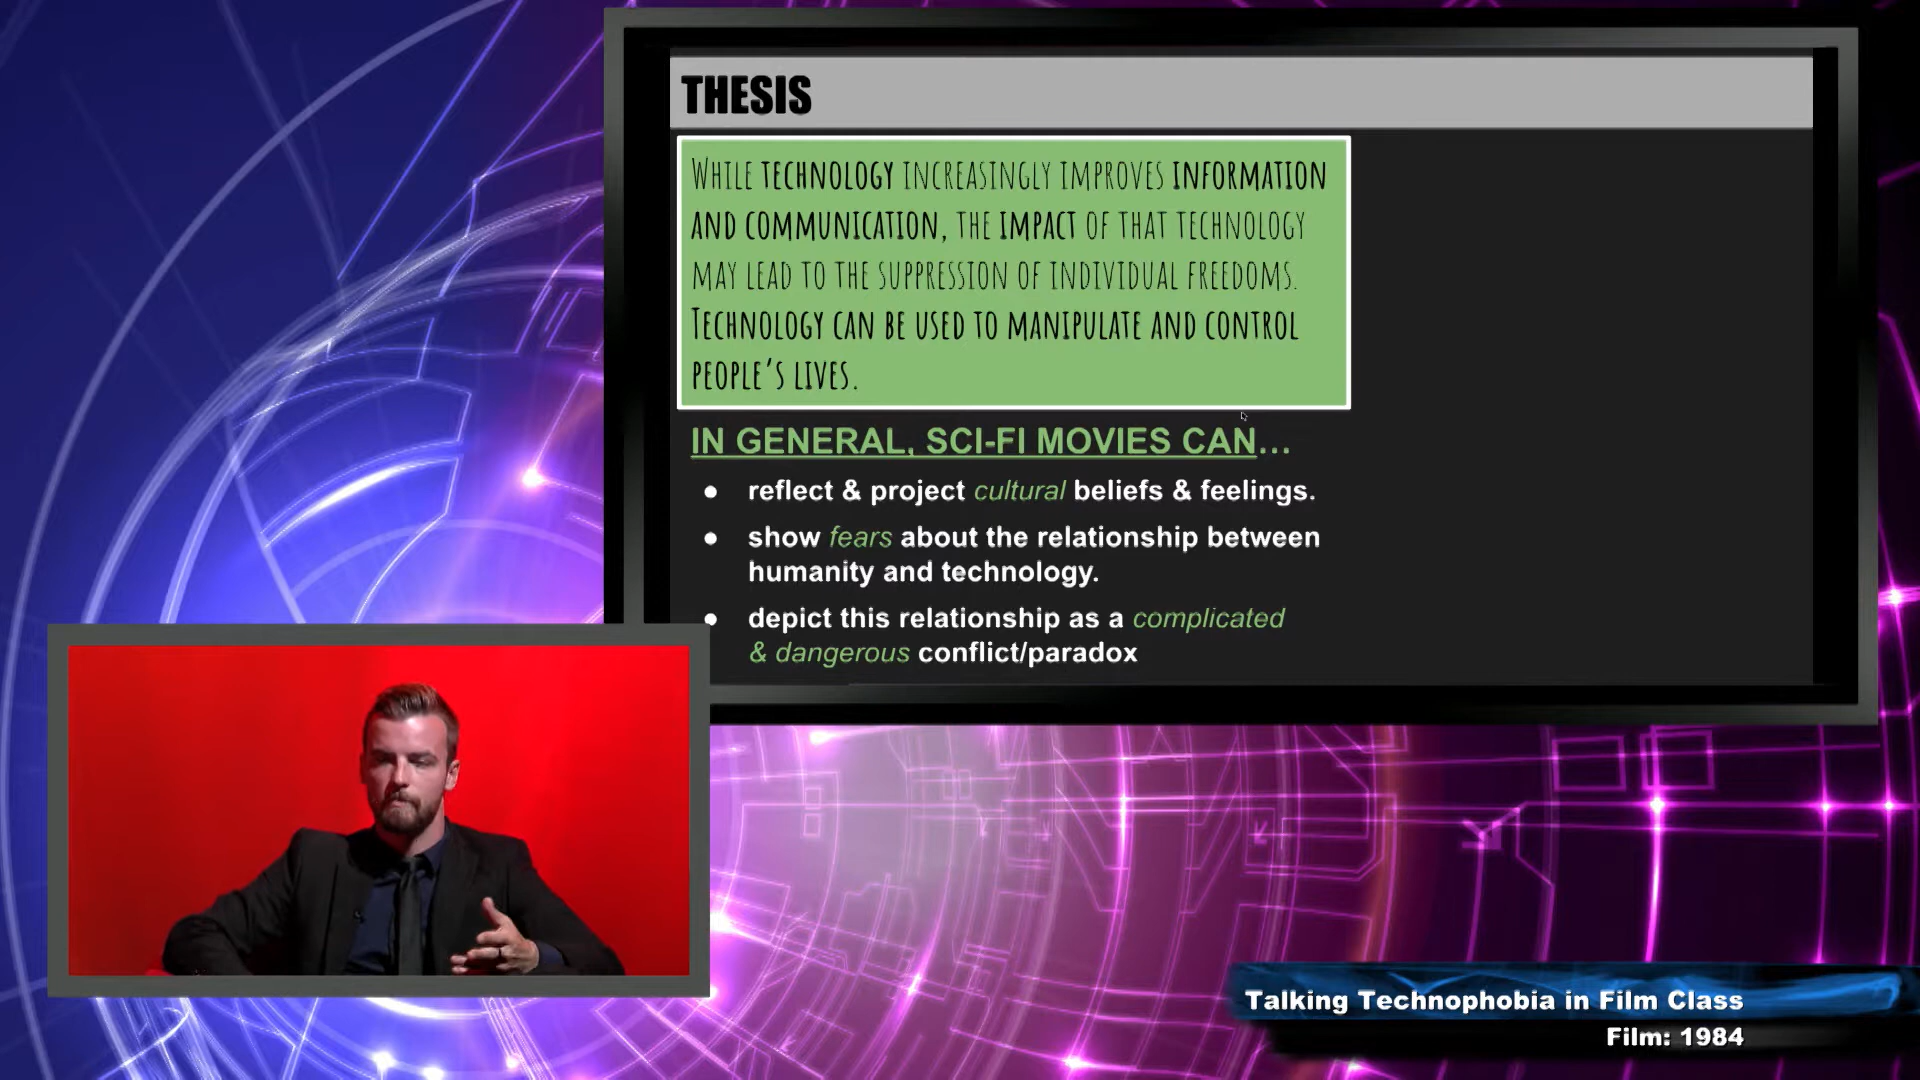 THESIS
WHILE TECHNOLOGY INCREASINGLY IMPROVES INFORMATION
AND COMMUNICATION, THE IMPACT OF THAT TECHNOLOGY
MAY LEAD TO THE SUPPRESSION OF INDIVIDUAL FREEDOMS.
TECHNOLOGY CAN BE USED TO MANIPULATE AND CONTROL
PEOPLE'S LIVES.
IN GENERAL, SCI-FI MOVIES CAN...
● reflect & project cultural beliefs & feelings.
● show fears about the relationship between
humanity and technology.
● depict this relationship as a complicated
& dangerous conflict/paradox
Talking Technophobia in Film Class
Film: 1984